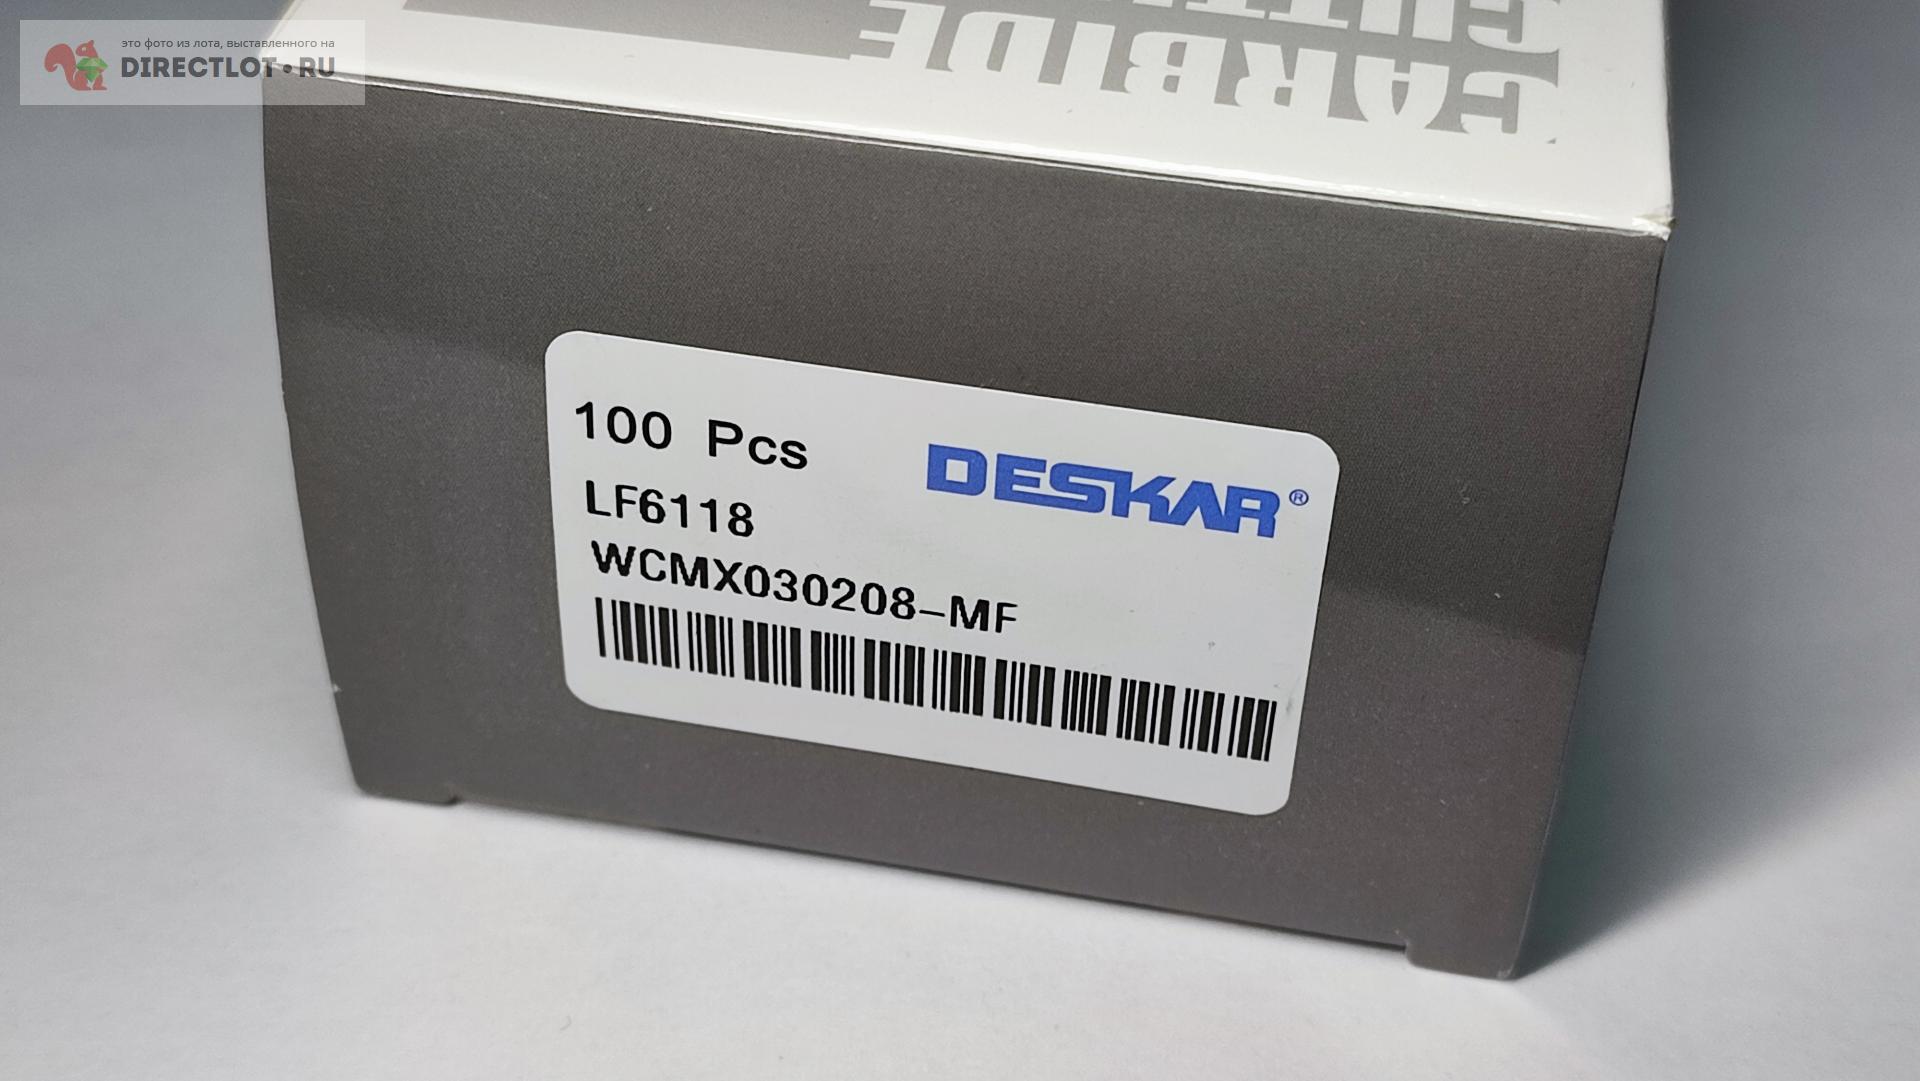 это фото из лота, выставленного на
DIRECTLOT.RU
CARBIDE
100 Pcs
DESKAR®
LF6118
WCMX030208-MF